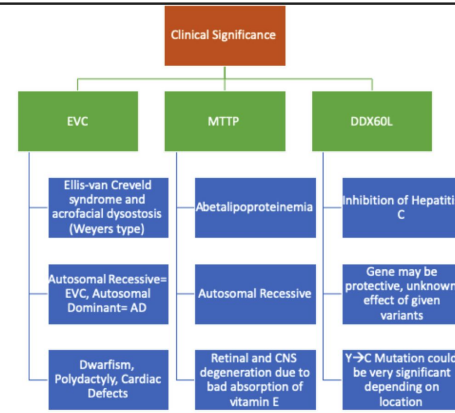 Clinical Significance
EVC
MTTP
DDX60L
Ellis-van Creveld
syndrome and
acrofacial dysostosis
(Weyers type)
Abetalipoproteinemia
Inhibition of Hepatiti
C
Autosomal Recessive=
EVC, Autosomal
Dominant= AD
Autosomal Recessive
Gene may be
protective, unknown
effect of given
variants
Dwarfism,
Polydactyly, Cardiac
Defects
Retinal and CNS
degeneration due to
bad absorption of
vitamin E
Y→C Mutation could
be very significant
depending on
location